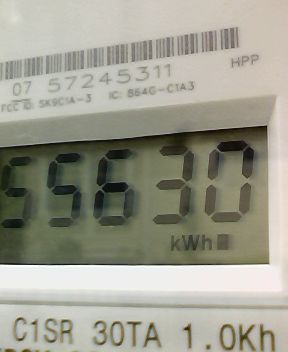 HPP
07 57245311
FCC ID: SK9C1A-3 IC: 864G-C1A3
55630
kWh
C1SR 30TA 1.0Kh